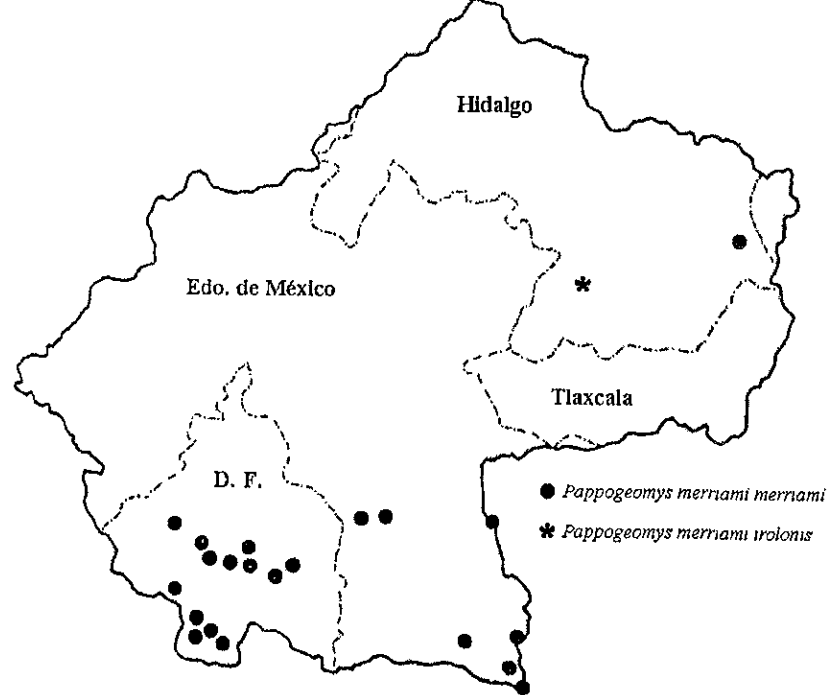 Hidalgo
Edo. de México
Tlaxcala
D. F.
Pappogeomys merriami merriami
Pappogeomys merriami irolonis